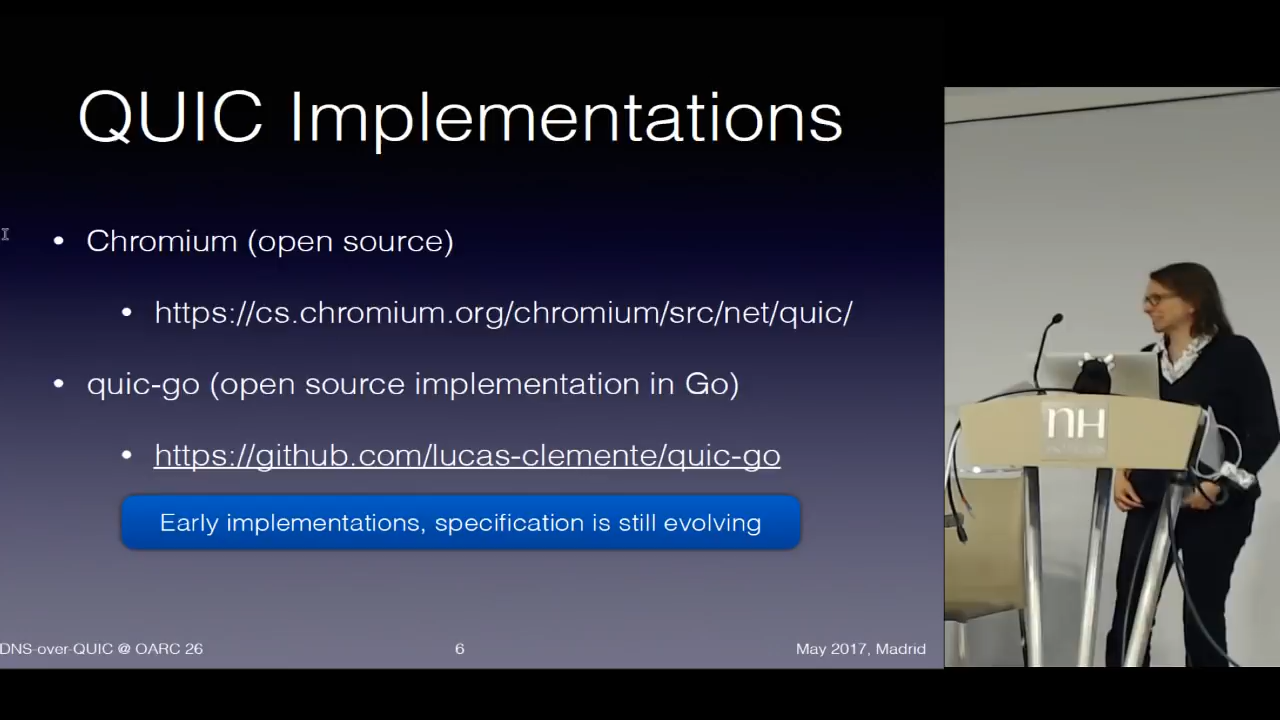 QUIC Implementations
• Chromium (open source)
• https://cs.chromium.org/chromium/src/net/quic/
• quic-go (open source implementation in Go)
• https://github.com/lucas-clemente/quic-go
Early implementations, specification is still evolving
DNS-over-QUIC @ OARC 26
6
May 2017, Madrid
nH